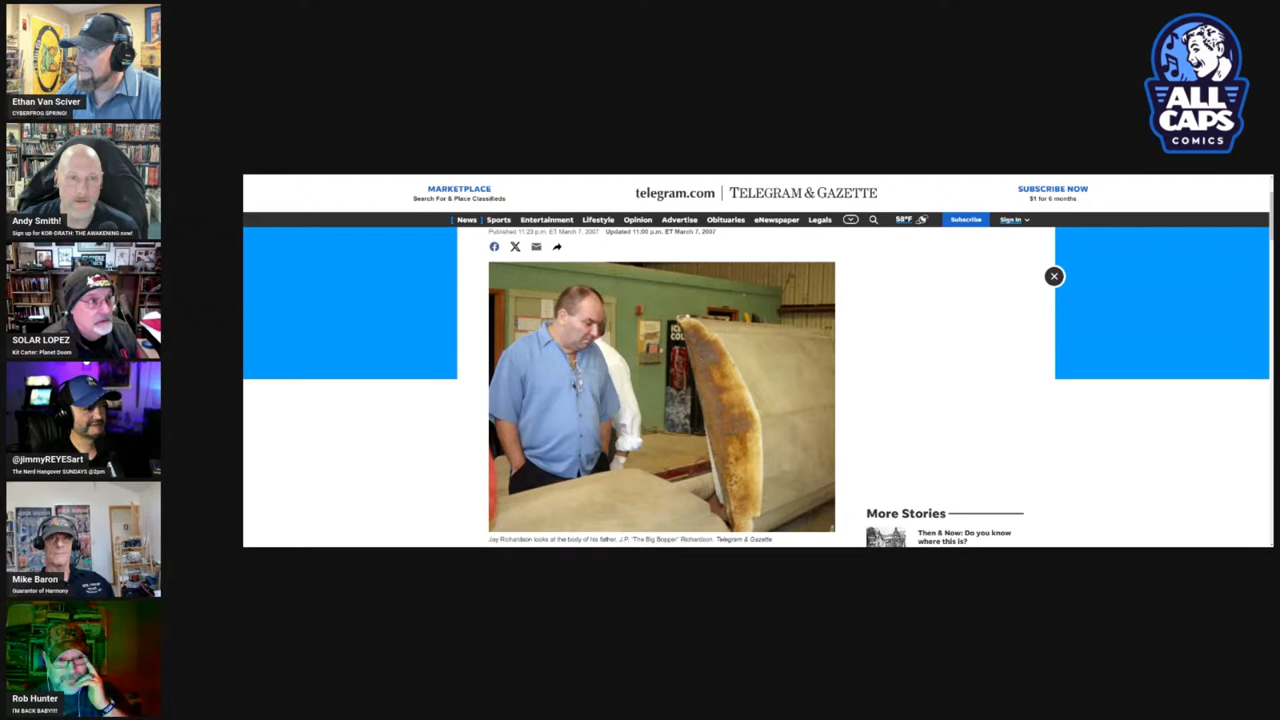 Ethan Van Sciver
CYBERFROG SPRING!
Andy Smith!
Sign up for KOR-DRATH: THE AWAKENING now!
SOLAR LOPEZ
Kit Carter: Planet Doom
@jimmyREYESart
The Nerd Hangover SUNDAYS @2pm
Mike Baron
Guarantor of Harmony
Rob Hunter
I'M BACK BABY!!!!
MARKETPLACE
Search For & Place Classifieds
telegram.com | TELEGRAM & GAZETTE
SUBSCRIBE NOW
$1 for 6 months
News Sports Entertainment Lifestyle Opinion Advertise Obituaries eNewspaper Legals 58°F Subscribe Sign In
Published 11:23 p.m. ET March 7, 2007 Updated 11:00 p.m. ET March 7, 2007
Jay Richardson looks at the body of his father, J.P. "The Big Bopper" Richardson. Telegram & Gazette
More Stories
Then & Now: Do you know
where this is?
ALL
CAPS
COMICS